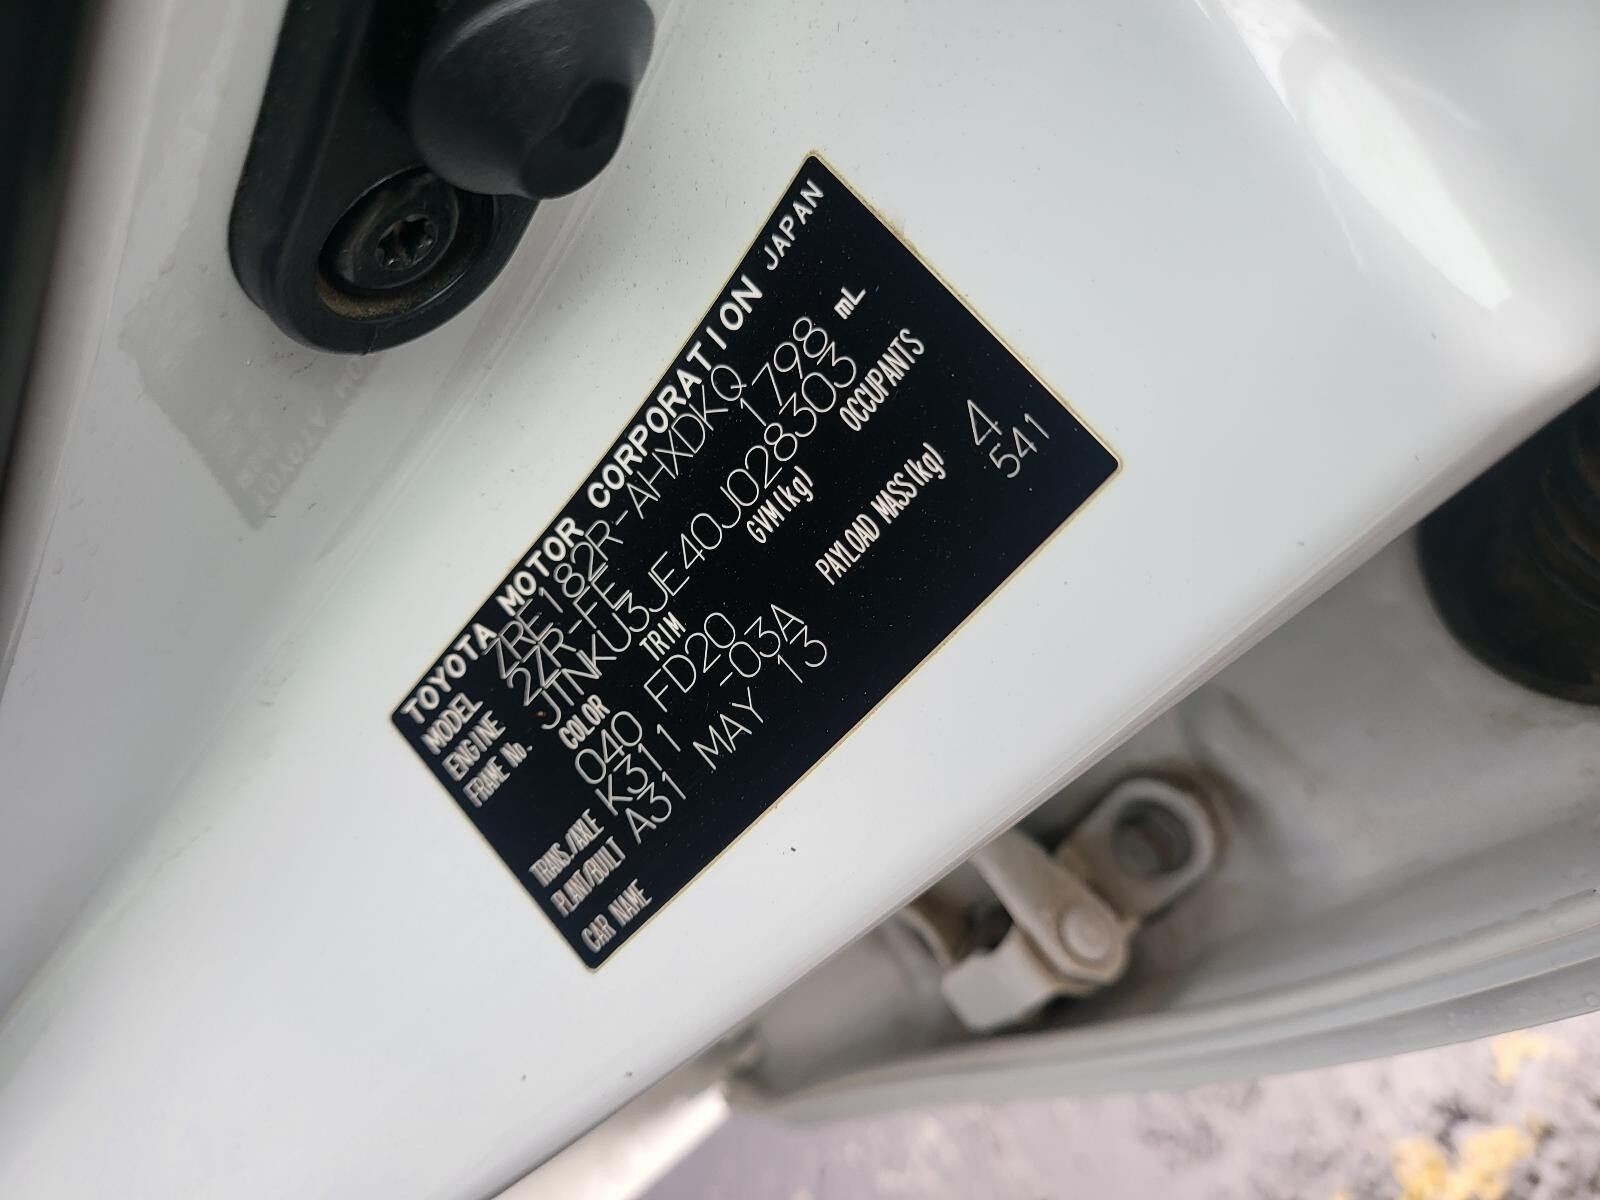 TOYOTA MOTOR CORPORATION JAPAN
MODEL ZRE182R-AHXDKQ
ENGINE 2ZR-FE 1798 mL
FRAME No. JTNKU3JE40J028303
COLOR TRIM GVM(kg) OCCUPANTS
040 FD20
TRANS./AXLE K311 -03A PAYLOAD MASS(kg) 4
PLANT/BUILT A31 MAY 13 541
CAR NAME